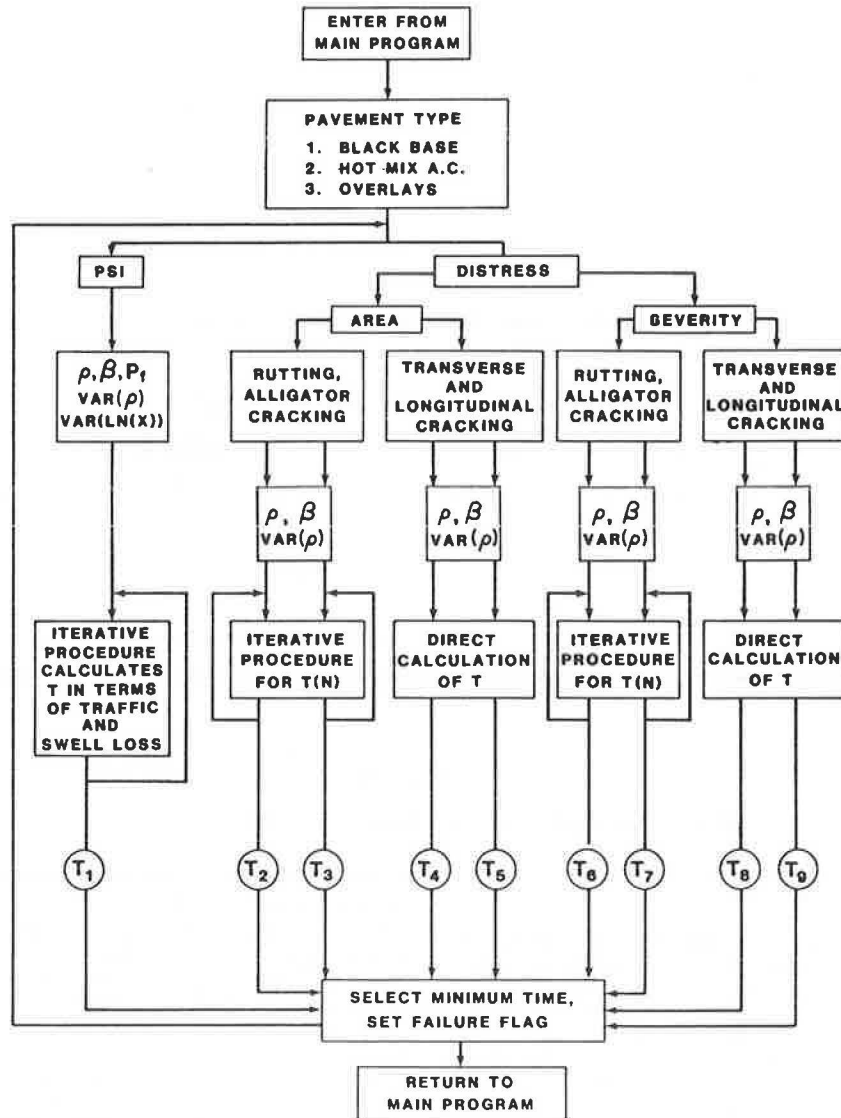 ENTER FROM
MAIN PROGRAM
PAVEMENT TYPE
1. BLACK BASE
2. HOT MIX A.C.
3. OVERLAYS
PSI
DISTRESS
AREA
GEVERITY
ρ, β, Pf
VAR(ρ)
VAR(LN(X))
RUTTING,
ALLIGATOR
CRACKING
TRANSVERSE
AND
LONGITUDINAL
CRACKING
RUTTING,
ALLIGATOR
CRACKING
TRANSVERSE
AND
LONGITUDINAL
CRACKING
ρ, β
VAR(ρ)
ρ, β
VAR(ρ)
ρ, β
VAR(ρ)
ρ, β
VAR(ρ)
ITERATIVE
PROCEDURE
CALCULATES
T IN TERMS
OF TRAFFIC
AND
SWELL LOSS
ITERATIVE
PROCEDURE
FOR T(N)
DIRECT
CALCULATION
OF T
ITERATIVE
PROCEDURE
FOR T(N)
DIRECT
CALCULATION
OF T
T1
T2
T3
T4
T5
T6
T7
T8
T9
SELECT MINIMUM TIME,
SET FAILURE FLAG
RETURN TO
MAIN PROGRAM